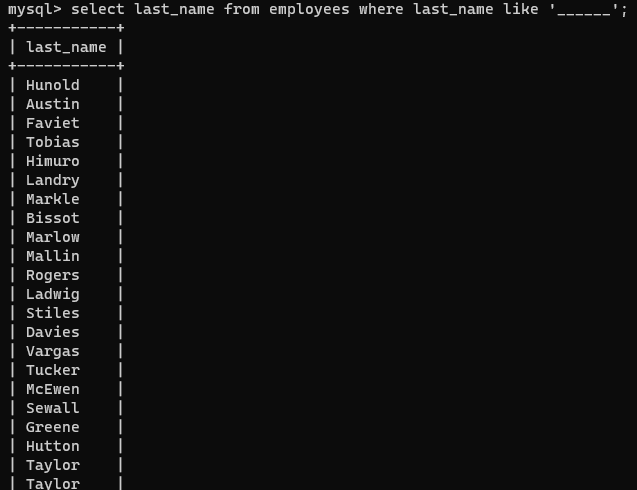 mysql> select last_name from employees where last_name like '______';
+-----------+
| last_name |
+-----------+
| Hunold    |
| Austin    |
| Faviet    |
| Tobias    |
| Himuro    |
| Landry    |
| Markle    |
| Bissot    |
| Marlow    |
| Mallin    |
| Rogers    |
| Ladwig    |
| Stiles    |
| Davies    |
| Vargas    |
| Tucker    |
| McEwen    |
| Sewall    |
| Greene    |
| Hutton    |
| Taylor    |
| Taylor    |